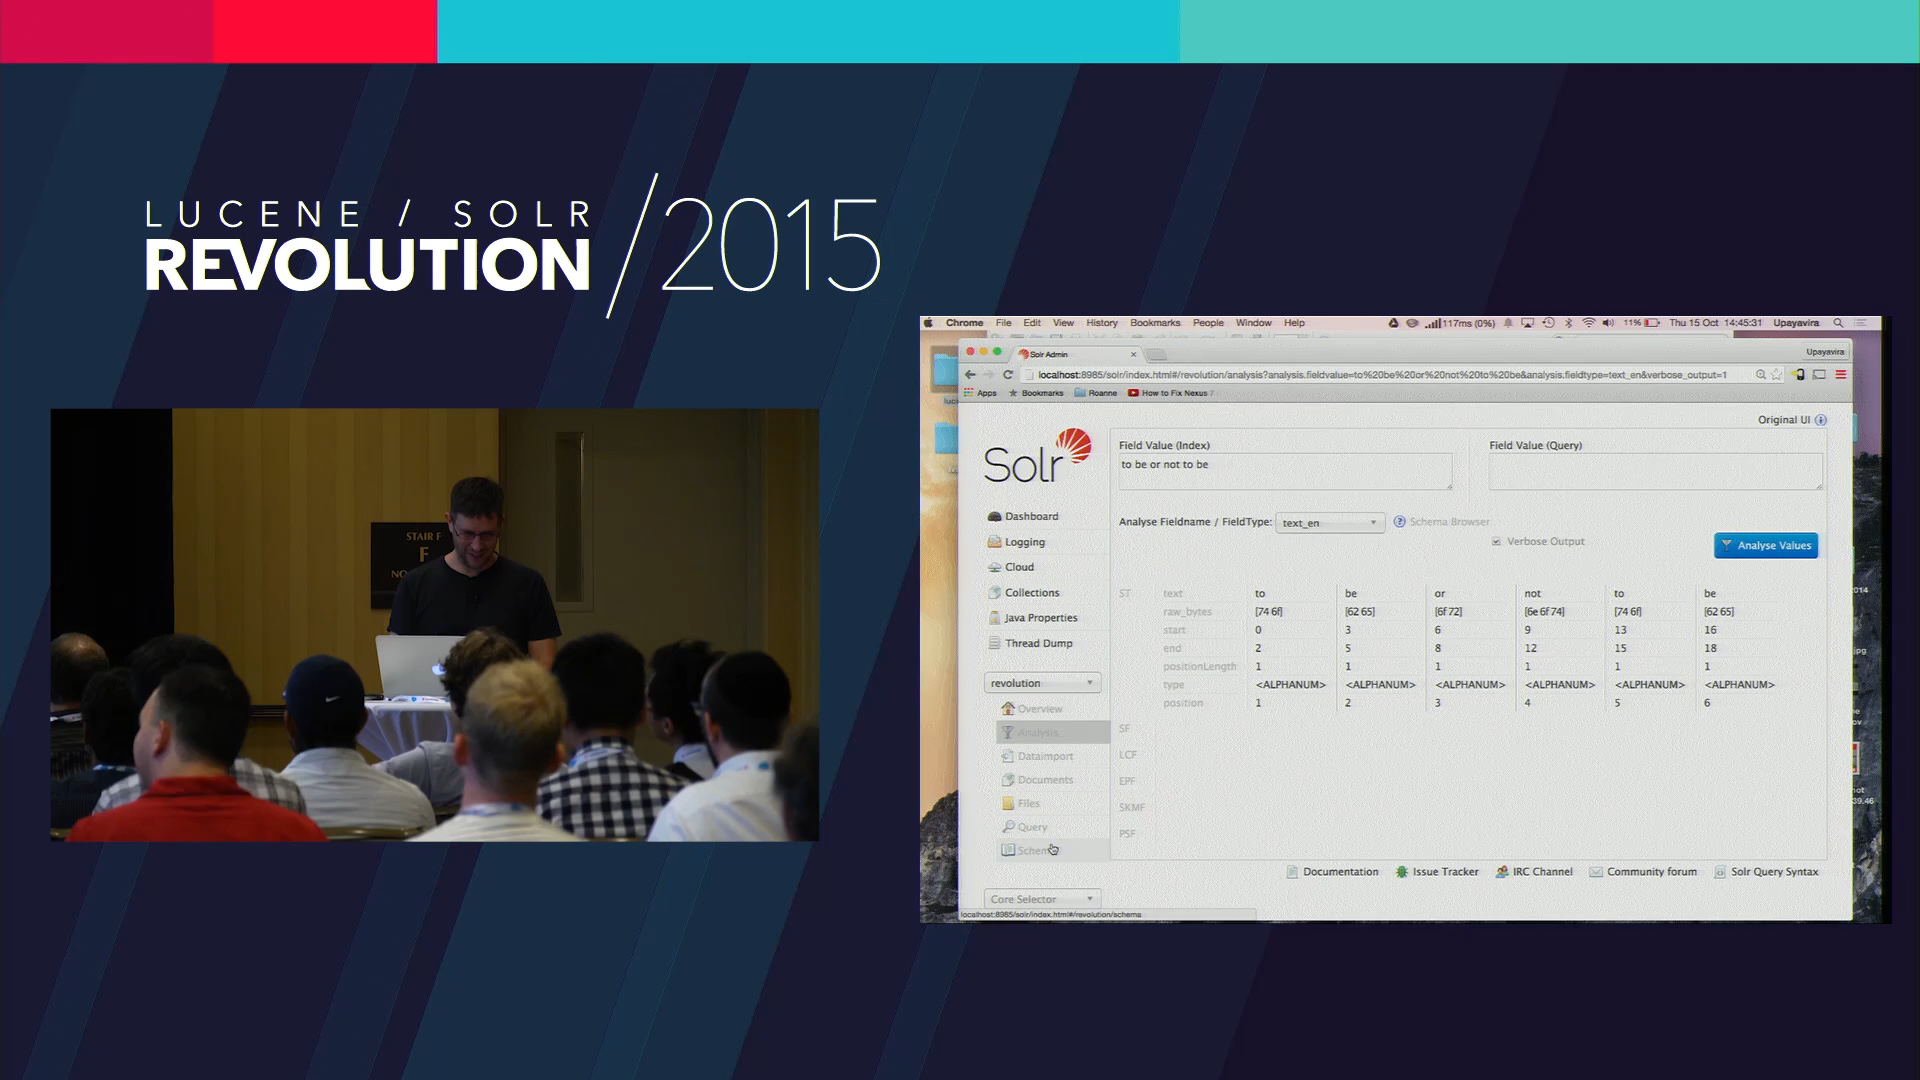 LUCENE / SOLR
REVOLUTION /2015
STAIR F
F
NO
Chrome File Edit View History Bookmarks People Window Help 117ms (0%) 11% Thu 15 Oct 14:45:31 Upayavira
Solr Admin
Upayavira
localhost:8985/solr/index.html#/revolution/analysis?analysis.fieldvalue=to%20be%20or%20not%20to%20be&analysis.fieldtype=text_en&verbose_output=1
Apps Bookmarks Roanne How to Fix Nexus 7
Original UI
Solr
Field Value (Index)
to be or not to be
Field Value (Query)
Analyse Fieldname / FieldType: text_en Schema Browser
Verbose Output
Analyse Values
Dashboard
Logging
Cloud
Collections
Java Properties
Thread Dump
revolution
Overview
Analysis
Dataimport
Documents
Files
Query
Schema
Core Selector
ST text to be or not to be
raw_bytes [74 6f] [62 65] [6f 72] [6e 6f 74] [74 6f] [62 65]
start 0 3 6 9 13 16
end 2 5 8 12 15 18
positionLength 1 1 1 1 1 1
type <ALPHANUM> <ALPHANUM> <ALPHANUM> <ALPHANUM> <ALPHANUM> <ALPHANUM>
position 1 2 3 4 5 6
SF
LCF
EPF
SKMF
PSF
Documentation Issue Tracker IRC Channel Community forum Solr Query Syntax
localhost:8985/solr/index.html#/revolution/schema